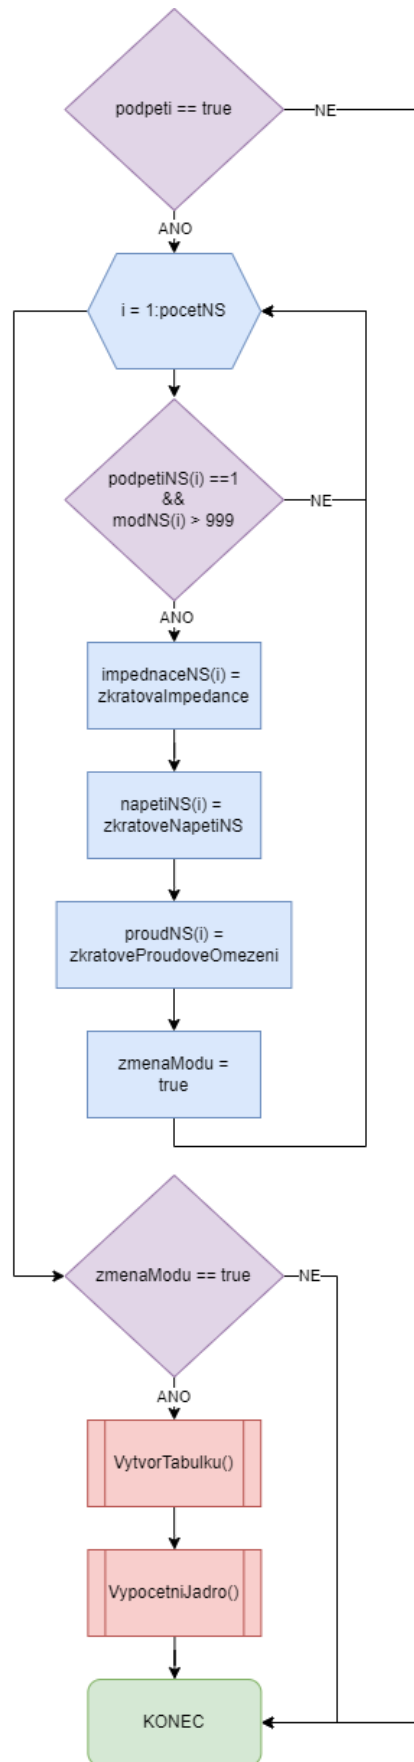 podpeti == true
NE
ANO
i = 1:pocetNS
podpetiNS(i) ==1
&&
modNS(i) > 999
NE
ANO
impednaceNS(i) =
zkratovaImpedance
napetiNS(i) =
zkratoveNapetiNS
proudNS(i) =
zkratoveProudoveOmezeni
zmenaModu =
true
zmenaModu == true
NE
ANO
VytvorTabulku()
VypocetniJadro()
KONEC